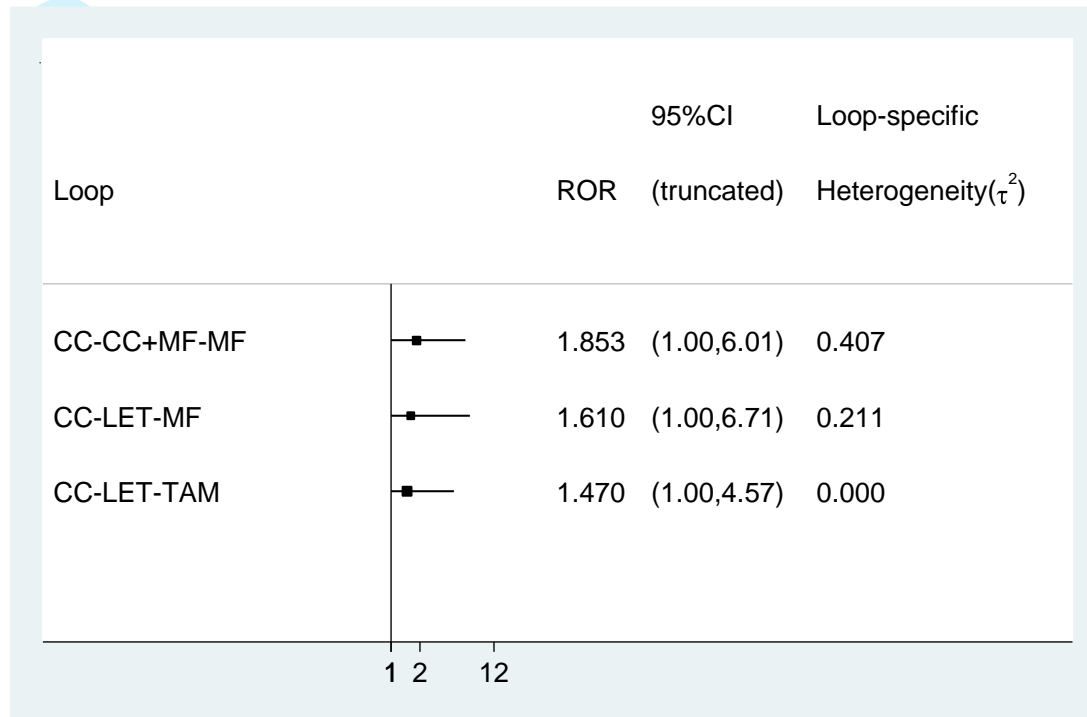 95%CI Loop-specific
Loop ROR (truncated) Heterogeneity(τ²)
CC-CC+MF-MF 1.853 (1.00,6.01) 0.407
CC-LET-MF 1.610 (1.00,6.71) 0.211
CC-LET-TAM 1.470 (1.00,4.57) 0.000
1 2 12